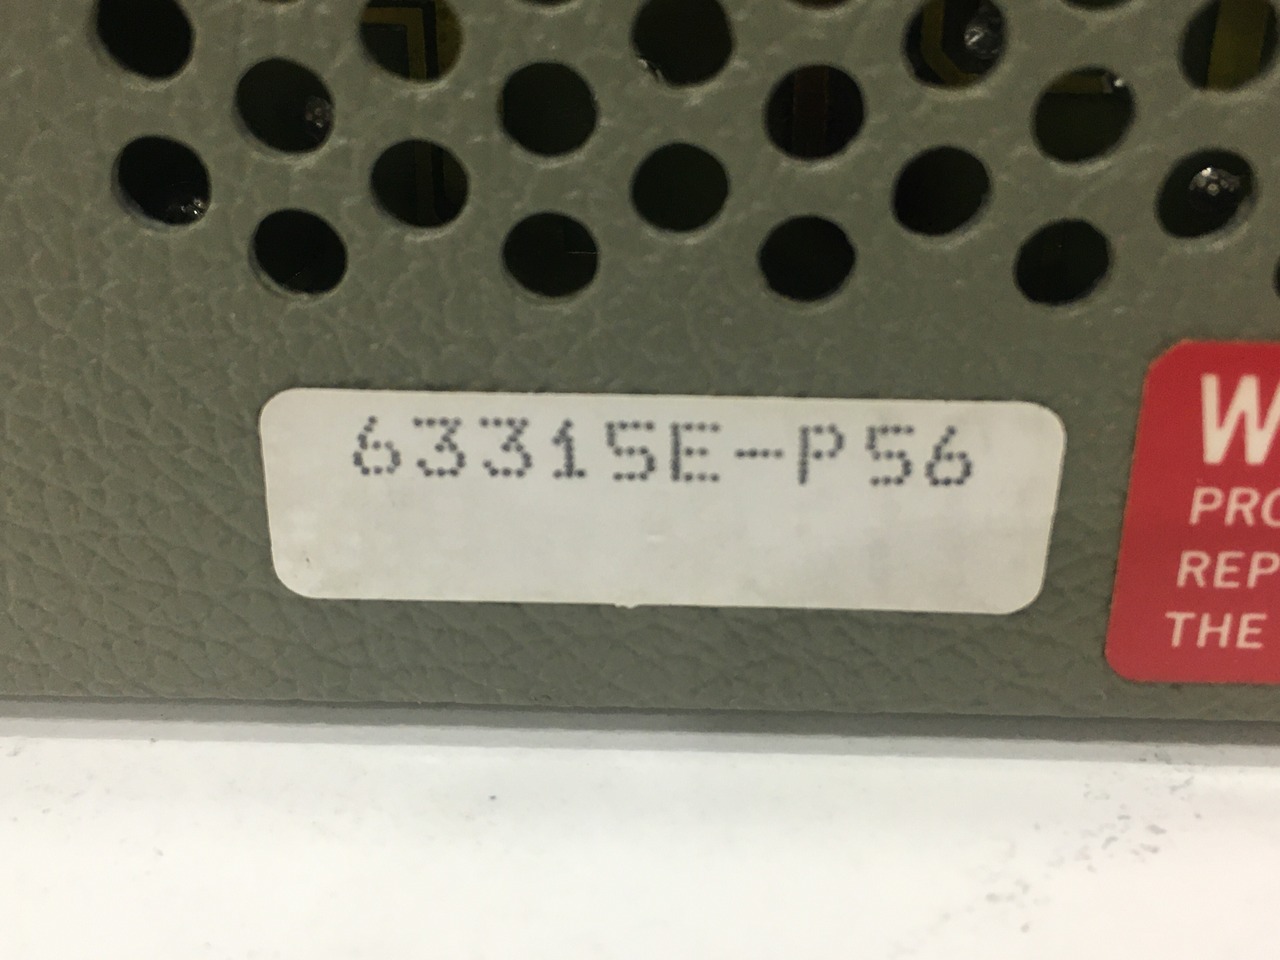 63315E-P56
W
PRO
REP
THE